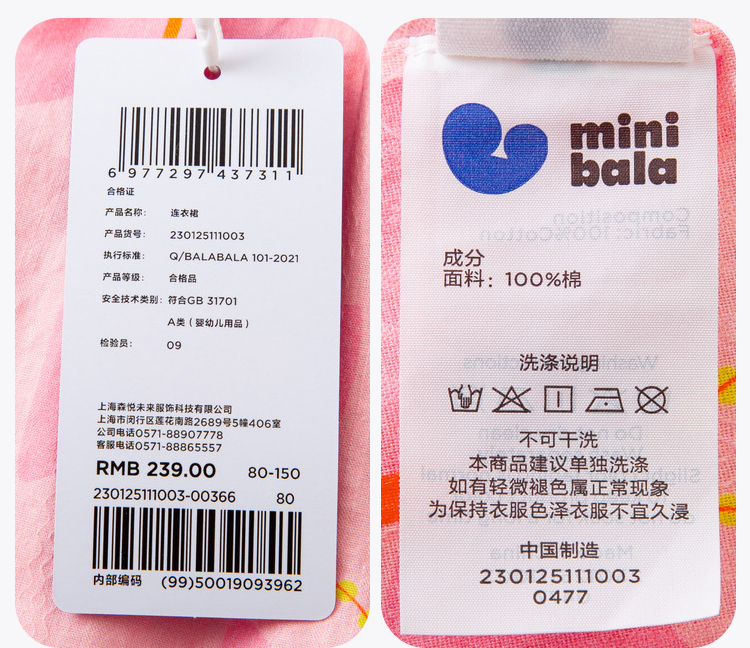 6 977297 437311
合格证
产品名称： 连衣裙
产品货号： 230125111003
执行标准： Q/BALABALA 101-2021
产品等级： 合格品
安全技术类别：符合GB 31701
A类（婴幼儿用品）
检验员： 09
上海森悦未来服饰科技有限公司
上海市闵行区莲花南路2689号5幢406室
公司电话0571-88907778
客服电话0571-88865557
RMB 239.00 80-150
230125111003-00366 80
内部编码 (99)50019093962
mini
bala
Composition
Fabric:100%Cotton
成分
面料：100%棉
洗涤说明
不可干洗
本商品建议单独洗涤
如有轻微褪色属正常现象
为保持衣服色泽衣服不宜久浸
中国制造
230125111003
0477